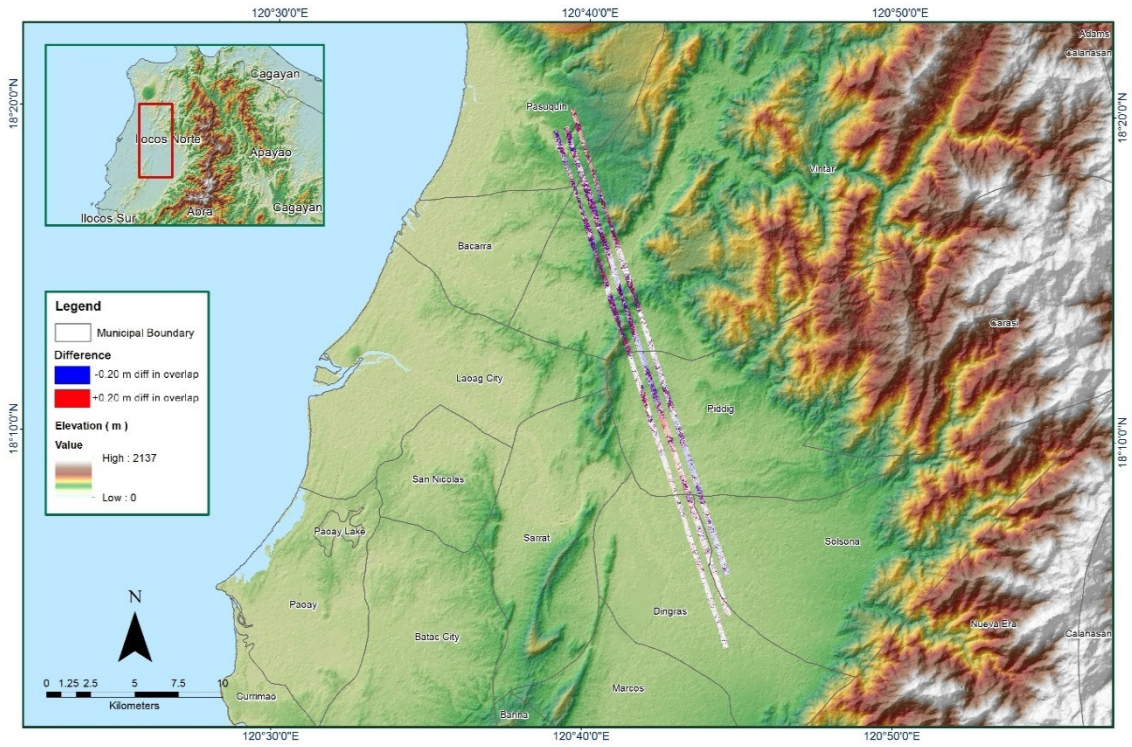 120°30'0"E
120°40'0"E
120°50'0"E
18°20'0"N
18°10'0"N
18°20'0"N
18°10'0"N
Cagayan
Ilocos Norte
Apayao
Ilocos Sur
Abra
Cagayan
Adams
Calanasan
Pasuquin
Vintar
Bacarra
Carasi
Laoag City
Piddig
San Nicolas
Paoay Lake
Sarrat
Solsona
Paoay
Dingras
Batac City
Nueva Era
Calanasan
Currimao
Marcos
Banna
Legend
Municipal Boundary
Difference
-0.20 m diff in overlap
+0.20 m diff in overlap
Elevation ( m )
Value
High : 2137
Low : 0
N
0 1.25 2.5 5 7.5 10
Kilometers
120°30'0"E
120°40'0"E
120°50'0"E